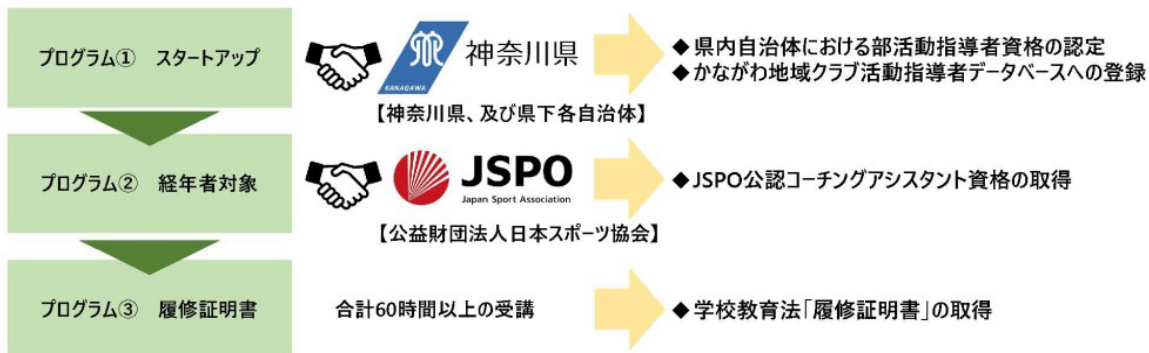 プログラム① スタートアップ
KANAGAWA
神奈川県
【神奈川県、及び県下各自治体】
◆県内自治体における部活動指導者資格の認定
◆かながわ地域クラブ活動指導者データベースへの登録
プログラム② 経年者対象
JSPO
Japan Sport Association
【公益財団法人日本スポーツ協会】
◆JSPO公認コーチングアシスタント資格の取得
プログラム③ 履修証明書
合計60時間以上の受講
◆学校教育法「履修証明書」の取得